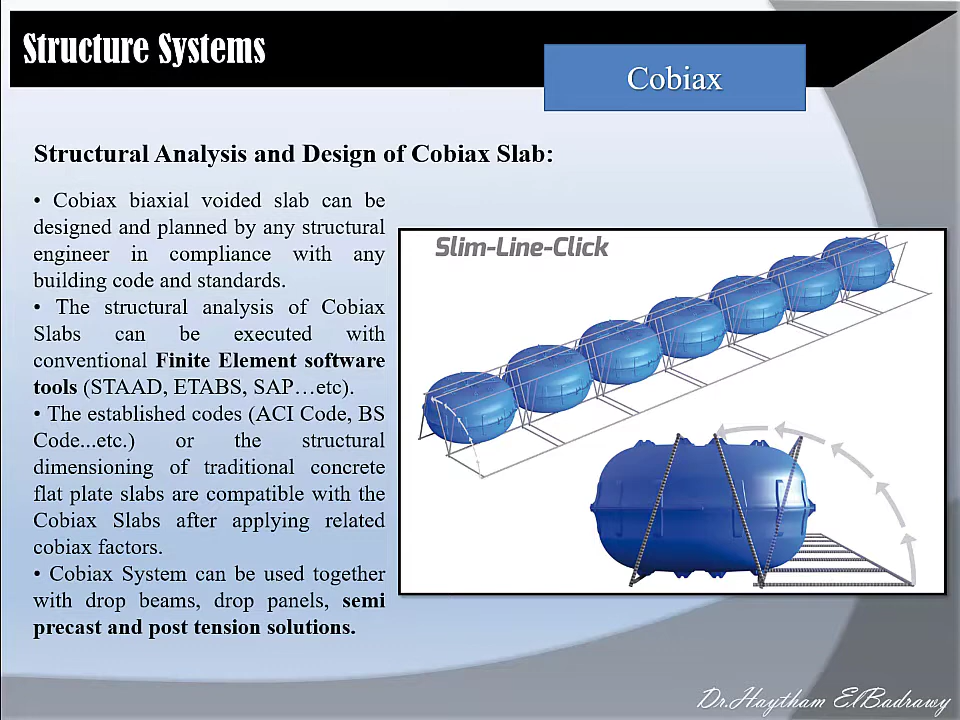 Structure Systems
Cobiax
Structural Analysis and Design of Cobiax Slab:
• Cobiax biaxial voided slab can be
designed and planned by any structural
engineer in compliance with any
building code and standards.
• The structural analysis of Cobiax
Slabs can be executed with
conventional Finite Element software
tools (STAAD, ETABS, SAP…etc).
• The established codes (ACI Code, BS
Code...etc.) or the structural
dimensioning of traditional concrete
flat plate slabs are compatible with the
Cobiax Slabs after applying related
cobiax factors.
• Cobiax System can be used together
with drop beams, drop panels, semi
precast and post tension solutions.
Slim-Line-Click
Dr.Haytham ElBadrawy